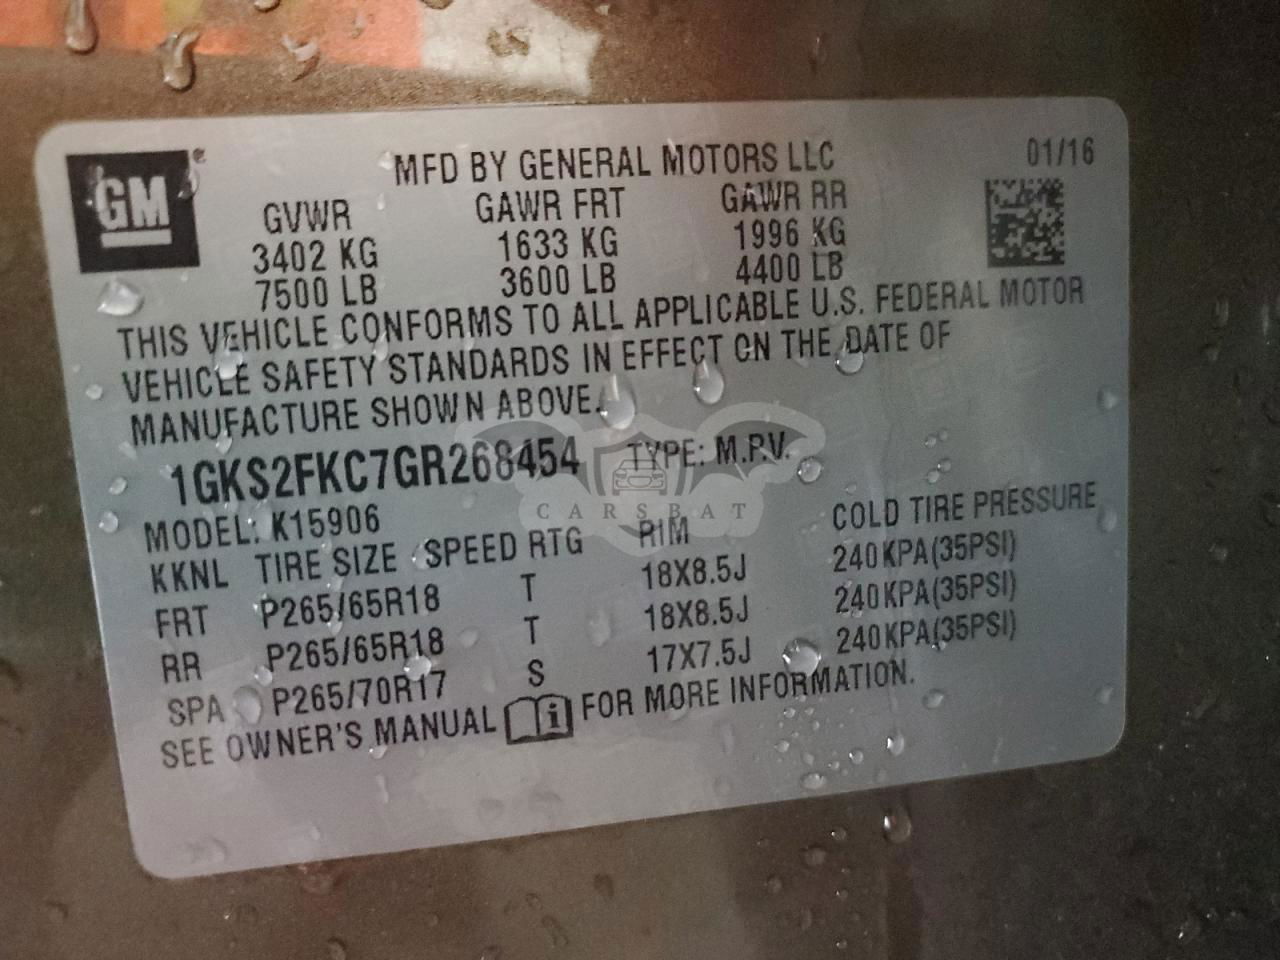 GM
MFD BY GENERAL MOTORS LLC 01/16
GVWR GAWR FRT GAWR RR
3402 KG 1633 KG 1996 KG
7500 LB 3600 LB 4400 LB
THIS VEHICLE CONFORMS TO ALL APPLICABLE U.S. FEDERAL MOTOR
VEHICLE SAFETY STANDARDS IN EFFECT ON THE DATE OF
MANUFACTURE SHOWN ABOVE.
1GKS2FKC7GR268454 TYPE: M.P.V.
CARSBAT
MODEL: K15906
KKNL TIRE SIZE SPEED RTG RIM COLD TIRE PRESSURE
FRT P265/65R18 T 18X8.5J 240KPA(35PSI)
RR P265/65R18 T 18X8.5J 240KPA(35PSI)
SPA P265/70R17 S 17X7.5J 240KPA(35PSI)
SEE OWNER'S MANUAL i FOR MORE INFORMATION.